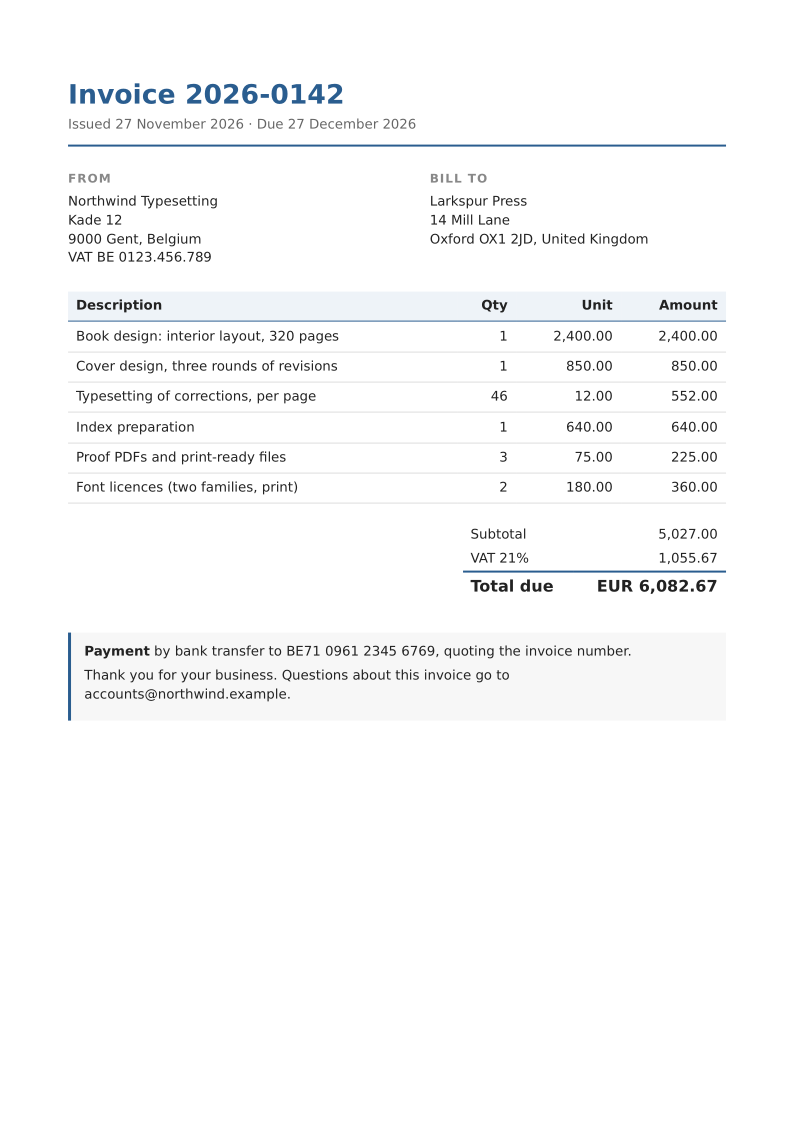 Invoice 2026-0142
Issued 27 November 2026 · Due 27 December 2026
FROM
Northwind Typesetting
Kade 12
9000 Gent, Belgium
VAT BE 0123.456.789
BILL TO
Larkspur Press
14 Mill Lane
Oxford OX1 2JD, United Kingdom
Description Qty Unit Amount
Book design: interior layout, 320 pages 1 2,400.00 2,400.00
Cover design, three rounds of revisions 1 850.00 850.00
Typesetting of corrections, per page 46 12.00 552.00
Index preparation 1 640.00 640.00
Proof PDFs and print-ready files 3 75.00 225.00
Font licences (two families, print) 2 180.00 360.00
Subtotal 5,027.00
VAT 21% 1,055.67
Total due EUR 6,082.67
Payment by bank transfer to BE71 0961 2345 6769, quoting the invoice number.
Thank you for your business. Questions about this invoice go to
accounts@northwind.example.